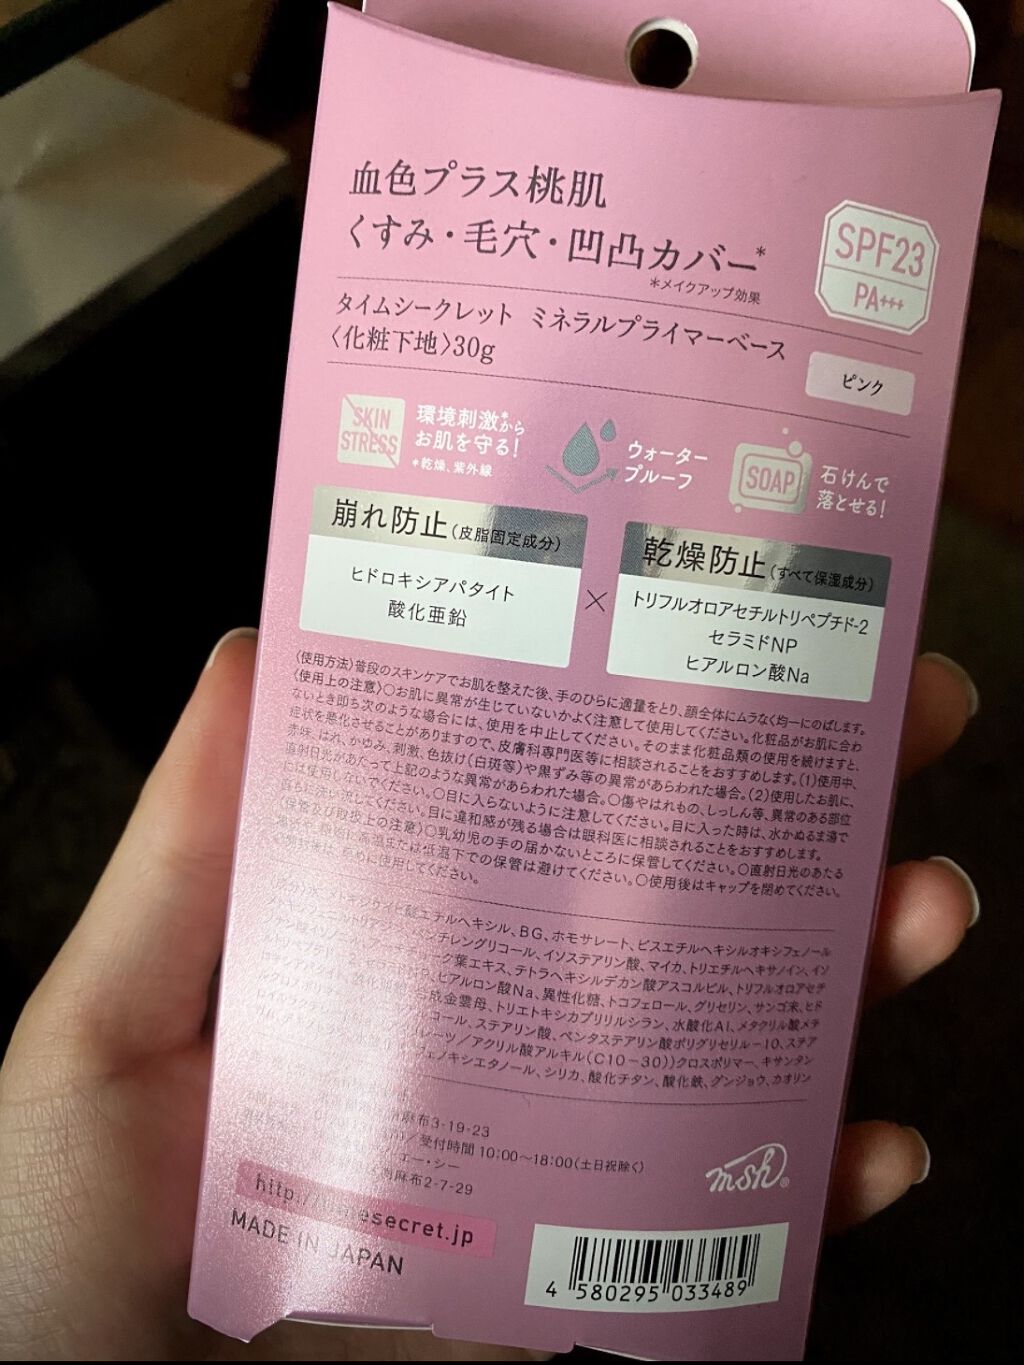 血色プラス桃肌
くすみ・毛穴・凹凸カバー*
*メイクアップ効果
SPF23
PA+++
タイムシークレット ミネラルプライマーベース
〈化粧下地〉30g
ピンク
SKIN
STRESS
環境刺激*から
お肌を守る!
*乾燥、紫外線
ウォーター
プルーフ
SOAP
石けんで
落とせる!
崩れ防止(皮脂固定成分)
ヒドロキシアパタイト
酸化亜鉛
×
乾燥防止(すべて保湿成分)
トリフルオロアセチルトリペプチド-2
セラミドNP
ヒアルロン酸Na
〈使用方法〉普段のスキンケアでお肌を整えた後、手のひらに適量をとり、顔全体にムラなく均一にのばします。
〈使用上の注意〉○お肌に異常が生じていないかよく注意して使用してください。化粧品がお肌に合わ
ないとき即ち次のような場合には、使用を中止してください。そのまま化粧品類の使用を続けますと、
症状を悪化させることがありますので、皮膚科専門医等に相談されることをおすすめします。(1)使用中、
赤味、はれ、かゆみ、刺激、色抜け(白斑等)や黒ずみ等の異常があらわれた場合。(2)使用したお肌に、
直射日光があたって上記のような異常があらわれた場合。○傷やはれもの、しっしん等、異常のある部位
には使用しないでください。○目に入らないように注意してください。目に入った時は、水かぬるま湯で
洗い流してください。目に違和感が残る場合は眼科医に相談されることをおすすめします。
〈保管及び取扱上の注意〉○乳幼児の手の届かないところに保管してください。○直射日光のあたる
高温または低温下での保管は避けてください。○使用後はキャップを閉めてください。
使用してください。
〈成分〉水、メトキシケイヒ酸エチルヘキシル、BG、ホモサレート、ビスエチルヘキシルオキシフェノール
ペンチレングリコール、イソステアリン酸、マイカ、トリエチルヘキサノイン、イソ
葉エキス、テトラヘキシルデカン酸アスコルビル、トリフルオロアセチ
ヒアルロン酸Na、異性化糖、トコフェロール、グリセリン、サンゴ末、ヒド
合成金雲母、トリエトキシカプリリルシラン、水酸化Al、メタクリル酸メチ
コール、ステアリン酸、ペンタステアリン酸ポリグリセリル-10、ステア
/アクリル酸アルキル(C10-30))クロスポリマー、キサンタン
フェノキシエタノール、シリカ、酸化チタン、酸化鉄、グンジョウ、カオリン
麻布3-19-23
/受付時間 10:00~18:00(土日祝除く)
エー・シー
南麻布2-7-29
msh®
http://timesecret.jp
MADE IN JAPAN
4 580295 033489